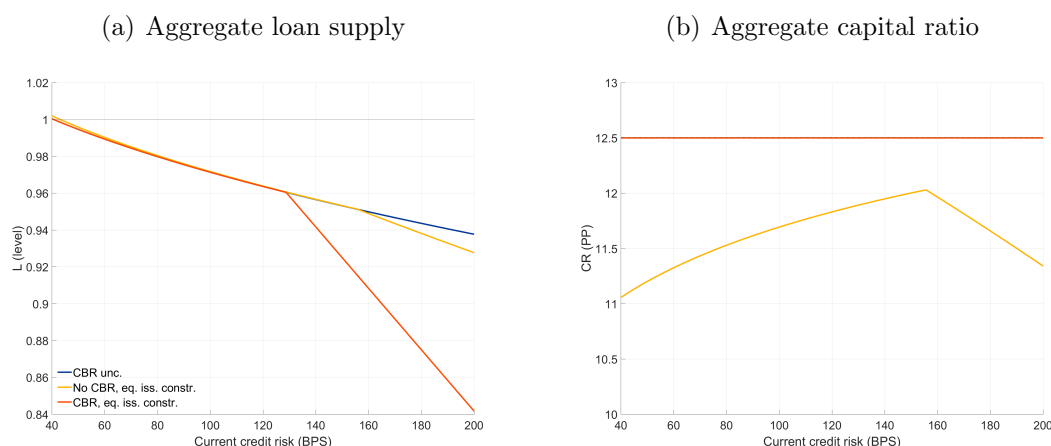 (a) Aggregate loan supply
1.02
1
0.98
0.96
0.94
0.92
0.9
0.88
0.86
0.84
L (level)
CBR unc.
No CBR, eq. iss. constr.
CBR, eq. iss. constr.
40 60 80 100 120 140 160 180 200
Current credit risk (BPS)
(b) Aggregate capital ratio
13
12.5
12
11.5
11
10.5
10
CR (PP)
40 60 80 100 120 140 160 180 200
Current credit risk (BPS)